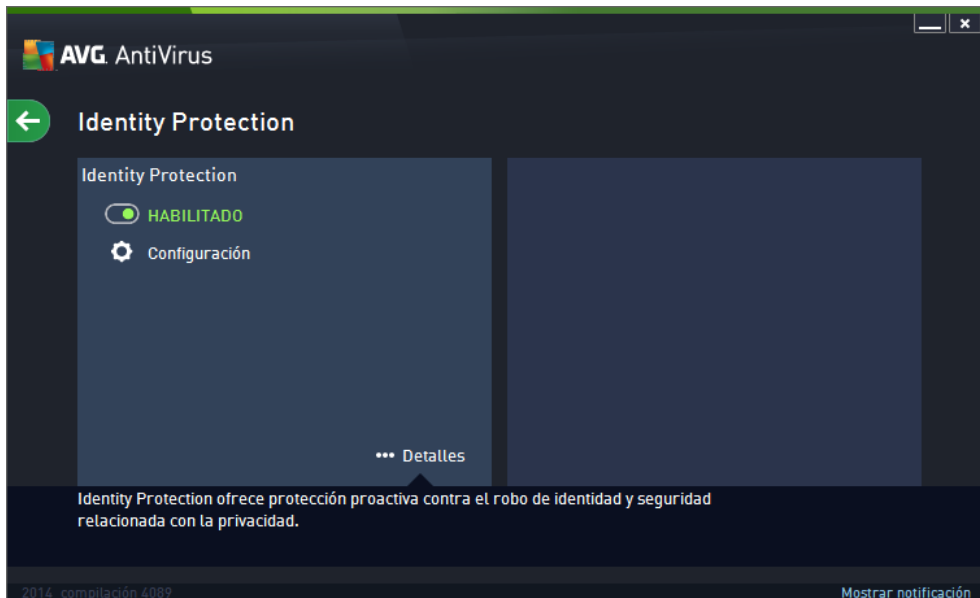 AVG. AntiVirus
Identity Protection
Identity Protection
HABILITADO
Configuración
••• Detalles
Identity Protection ofrece protección proactiva contra el robo de identidad y seguridad
relacionada con la privacidad.
2014 compilación 4089
Mostrar notificación